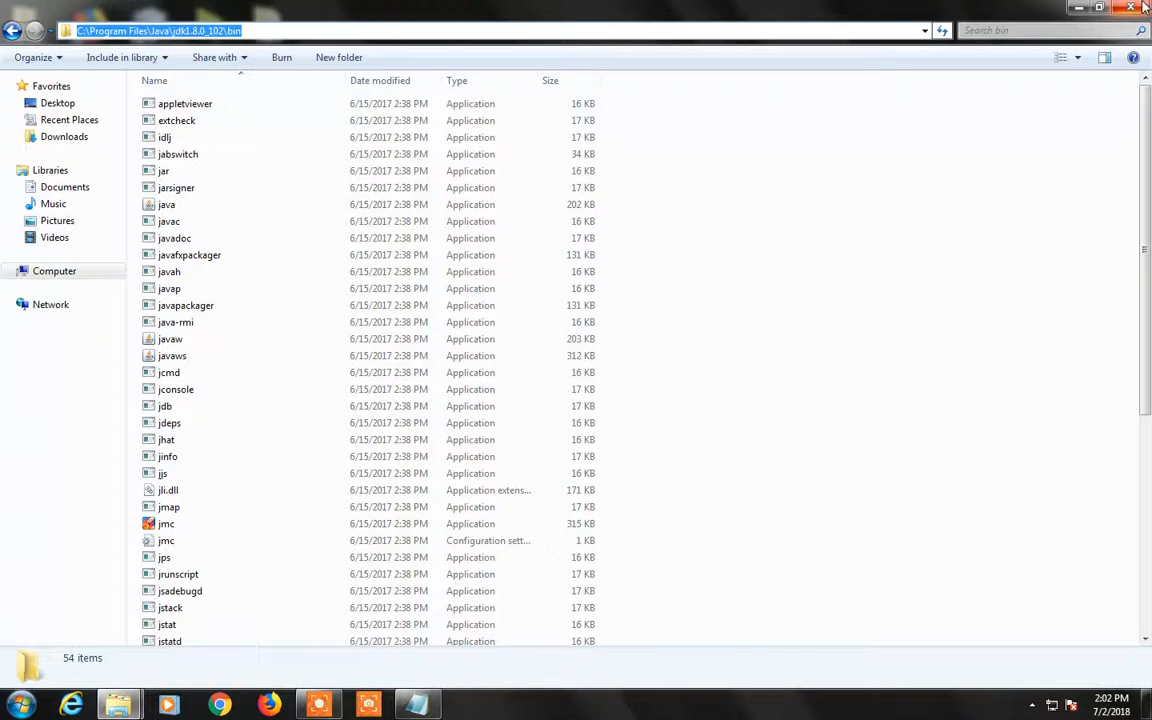 C:\Program Files\Java\jdk1.8.0_102\bin
Search bin
Organize Include in library Share with Burn New folder
Name Date modified Type Size
Favorites
Desktop
Recent Places
Downloads
Libraries
Documents
Music
Pictures
Videos
Computer
Network
appletviewer 6/15/2017 2:38 PM Application 16 KB
extcheck 6/15/2017 2:38 PM Application 17 KB
idlj 6/15/2017 2:38 PM Application 17 KB
jabswitch 6/15/2017 2:38 PM Application 34 KB
jar 6/15/2017 2:38 PM Application 16 KB
jarsigner 6/15/2017 2:38 PM Application 17 KB
java 6/15/2017 2:38 PM Application 202 KB
javac 6/15/2017 2:38 PM Application 16 KB
javadoc 6/15/2017 2:38 PM Application 17 KB
javafxpackager 6/15/2017 2:38 PM Application 131 KB
javah 6/15/2017 2:38 PM Application 16 KB
javap 6/15/2017 2:38 PM Application 16 KB
javapackager 6/15/2017 2:38 PM Application 131 KB
java-rmi 6/15/2017 2:38 PM Application 16 KB
javaw 6/15/2017 2:38 PM Application 203 KB
javaws 6/15/2017 2:38 PM Application 312 KB
jcmd 6/15/2017 2:38 PM Application 16 KB
jconsole 6/15/2017 2:38 PM Application 17 KB
jdb 6/15/2017 2:38 PM Application 17 KB
jdeps 6/15/2017 2:38 PM Application 17 KB
jhat 6/15/2017 2:38 PM Application 16 KB
jinfo 6/15/2017 2:38 PM Application 17 KB
jjs 6/15/2017 2:38 PM Application 16 KB
jli.dll 6/15/2017 2:38 PM Application extens... 171 KB
jmap 6/15/2017 2:38 PM Application 17 KB
jmc 6/15/2017 2:38 PM Application 315 KB
jmc 6/15/2017 2:38 PM Configuration sett... 1 KB
jps 6/15/2017 2:38 PM Application 16 KB
jrunscript 6/15/2017 2:38 PM Application 17 KB
jsadebugd 6/15/2017 2:38 PM Application 17 KB
jstack 6/15/2017 2:38 PM Application 17 KB
jstat 6/15/2017 2:38 PM Application 16 KB
jstatd 6/15/2017 2:38 PM Application 16 KB
54 items
2:02 PM
7/2/2018